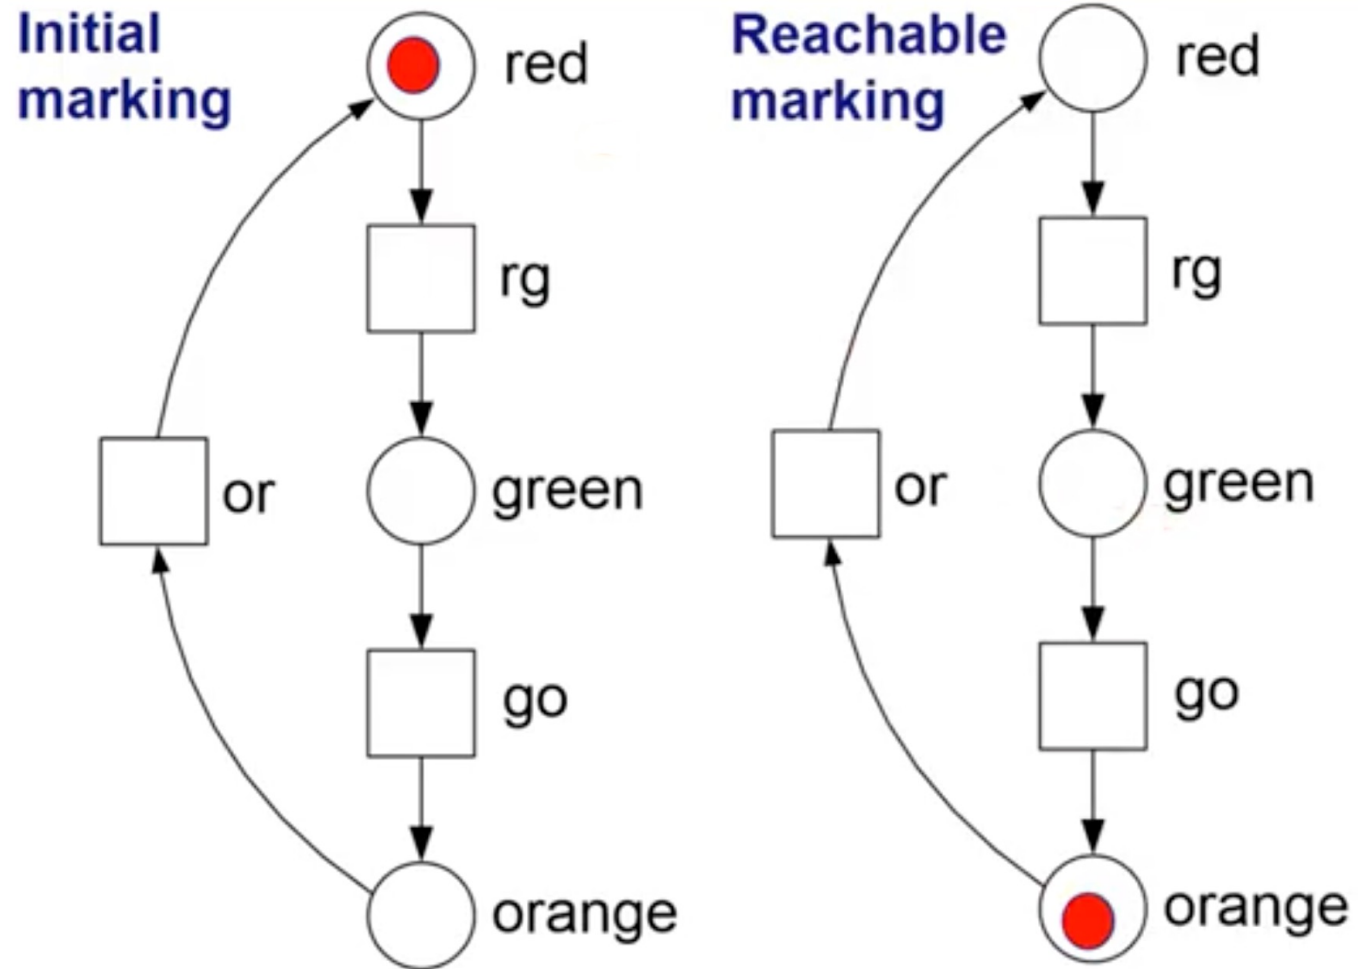 Initial
marking
red
rg
or
green
go
orange
Reachable
marking
red
rg
or
green
go
orange